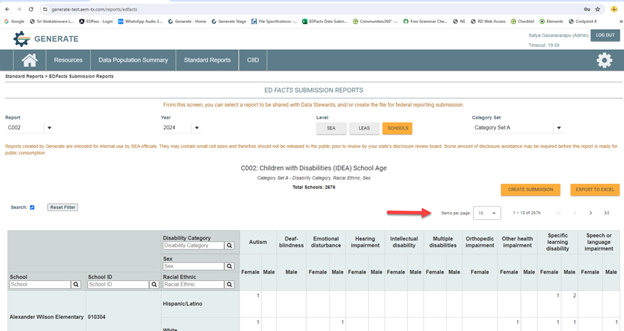 generate-test.aem-tx.com/reports/edfacts
Google
Sri Venkateswara L...
EDPass - Login
WhatsApp Audio 2...
Generate - Home
Generate Stage
File Specifications -...
EDFacts Data Subm...
Communities360° -...
Free Grammar Che...
NS
RD Web Access
Checkbit
Elements
GENERATE
Satya Gavaravarapu (Admin)
LOG OUT
Timeout: 19:59
Resources
Data Population Summary
Standard Reports
CIID
Standard Reports > EDFacts Submission Reports
ED FACTS SUBMISSION REPORTS
From this screen, you can select a report to be shared with Data Stewards, and/or create the file for federal reporting submission.
Report
Year
Level
Category Set
C002
2024
SEA
LEAS
SCHOOLS
Category Set A
Reports created by Generate are intended for internal use by SEA officials. They may contain small cell sizes and therefore should not be released to the public prior to review by your state's disclosure review board. Some amount of disclosure avoidance may be required before this report is ready for
public consumption.
C002: Children with Disabilities (IDEA) School Age
Category Set A - Disability Category, Racial Ethnic, Sex
Total Schools: 2676
CREATE SUBMISSION
EXPORT TO EXCEL
Search:
Reset Filter
Items per page:
10
1 – 10 of 2676
Disability Category
Disability Category
Autism
Deaf-blindness
Emotional disturbance
Hearing impairment
Intellectual disability
Multiple disabilities
Orthopedic impairment
Other health impairment
Specific learning disability
Speech or language impairment
Sex
Sex
Female Male Male Female Male Female Male Female Male Female Male Female Female Male Female Male Female Male
School
School ID
Racial Ethnic
School
School ID
Racial Ethnic
Hispanic/Latino
1 1 2
Alexander Wilson Elementary 010304
White
1 1 1 1 1 1